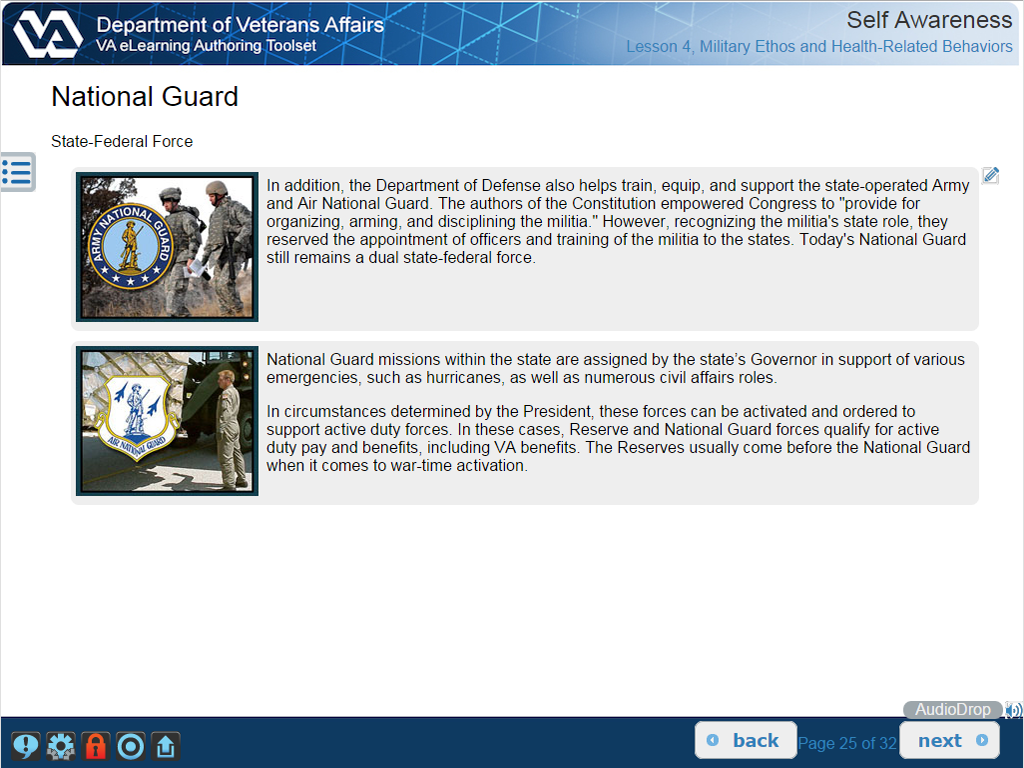 VA
Department of Veterans Affairs
VA eLearning Authoring Toolset
Self Awareness
Lesson 4, Military Ethos and Health-Related Behaviors
National Guard
State-Federal Force
ARMY NATIONAL GUARD
In addition, the Department of Defense also helps train, equip, and support the state-operated Army
and Air National Guard. The authors of the Constitution empowered Congress to "provide for
organizing, arming, and disciplining the militia." However, recognizing the militia's state role, they
reserved the appointment of officers and training of the militia to the states. Today's National Guard
still remains a dual state-federal force.
AIR NATIONAL GUARD
National Guard missions within the state are assigned by the state’s Governor in support of various
emergencies, such as hurricanes, as well as numerous civil affairs roles.
In circumstances determined by the President, these forces can be activated and ordered to
support active duty forces. In these cases, Reserve and National Guard forces qualify for active
duty pay and benefits, including VA benefits. The Reserves usually come before the National Guard
when it comes to war-time activation.
AudioDrop
back
Page 25 of 32
next